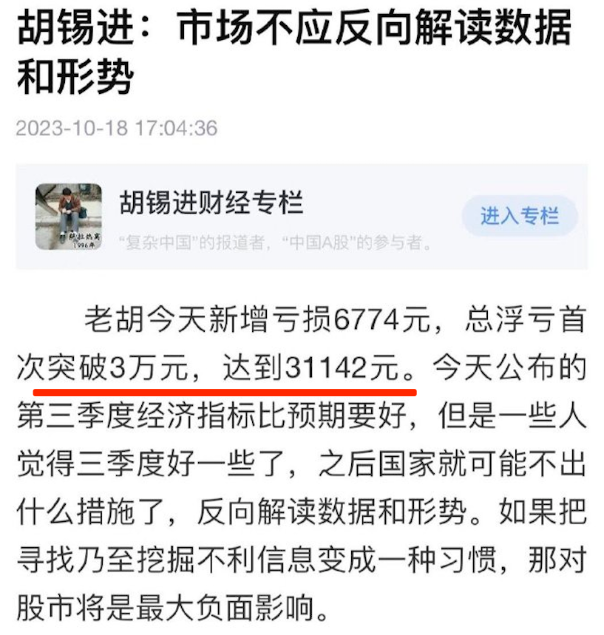 胡锡进：市场不应反向解读数据
和形势
2023-10-18 17:04:36
胡锡进财经专栏
进入专栏
“复杂中国”的报道者，“中国A股”的参与者。
老胡今天新增亏损6774元，总浮亏首
次突破3万元，达到31142元。今天公布的
第三季度经济指标比预期要好，但是一些人
觉得三季度好一些了，之后国家就可能不出
什么措施了，反向解读数据和形势。如果把
寻找乃至挖掘不利信息变成一种习惯，那对
股市将是最大负面影响。